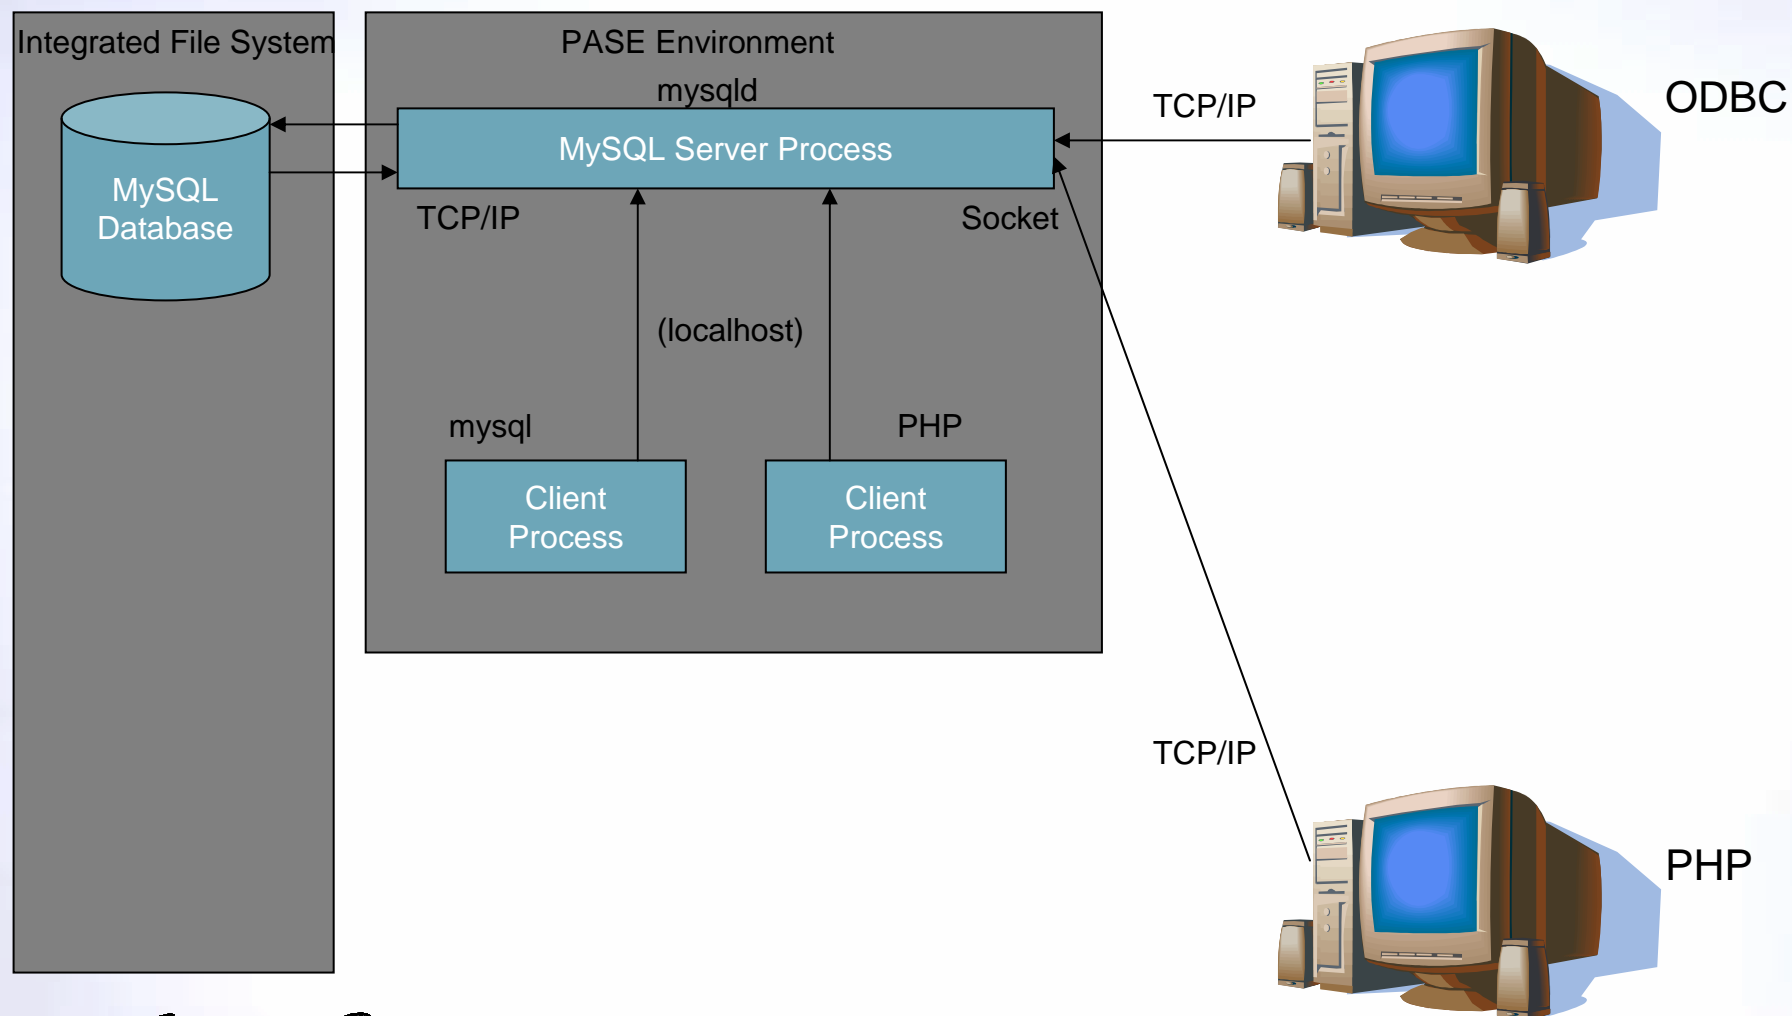 Integrated File System
PASE Environment
mysqld
MySQL Server Process
MySQL
Database
TCP/IP
Socket
(localhost)
mysql
PHP
Client
Process
Client
Process
TCP/IP
ODBC
TCP/IP
PHP